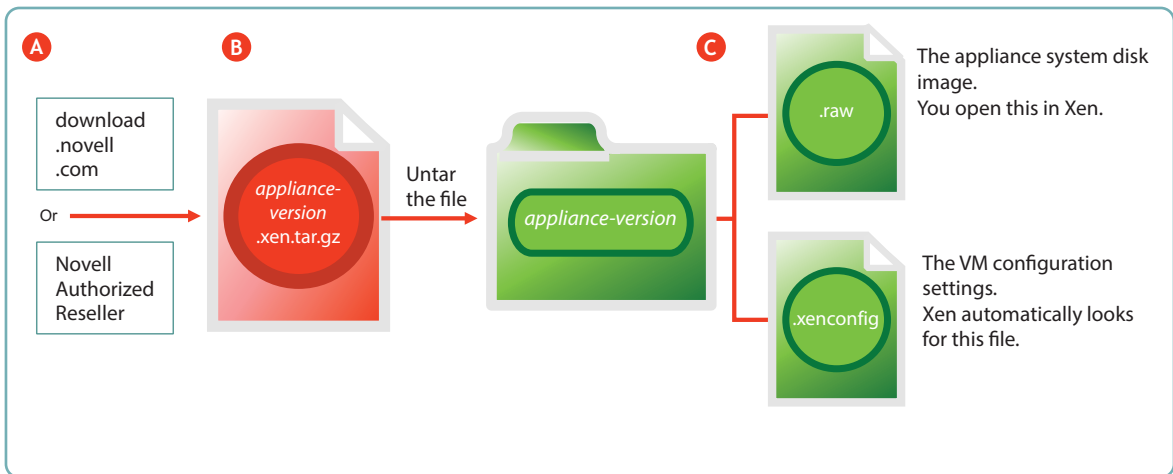 A
B
C
download
.novell
.com
Or
Novell
Authorized
Reseller
appliance-
version
.xen.tar.gz
Untar
the file
appliance-version
.raw
The appliance system disk
image.
You open this in Xen.
.xenconfig
The VM configuration
settings.
Xen automatically looks
for this file.